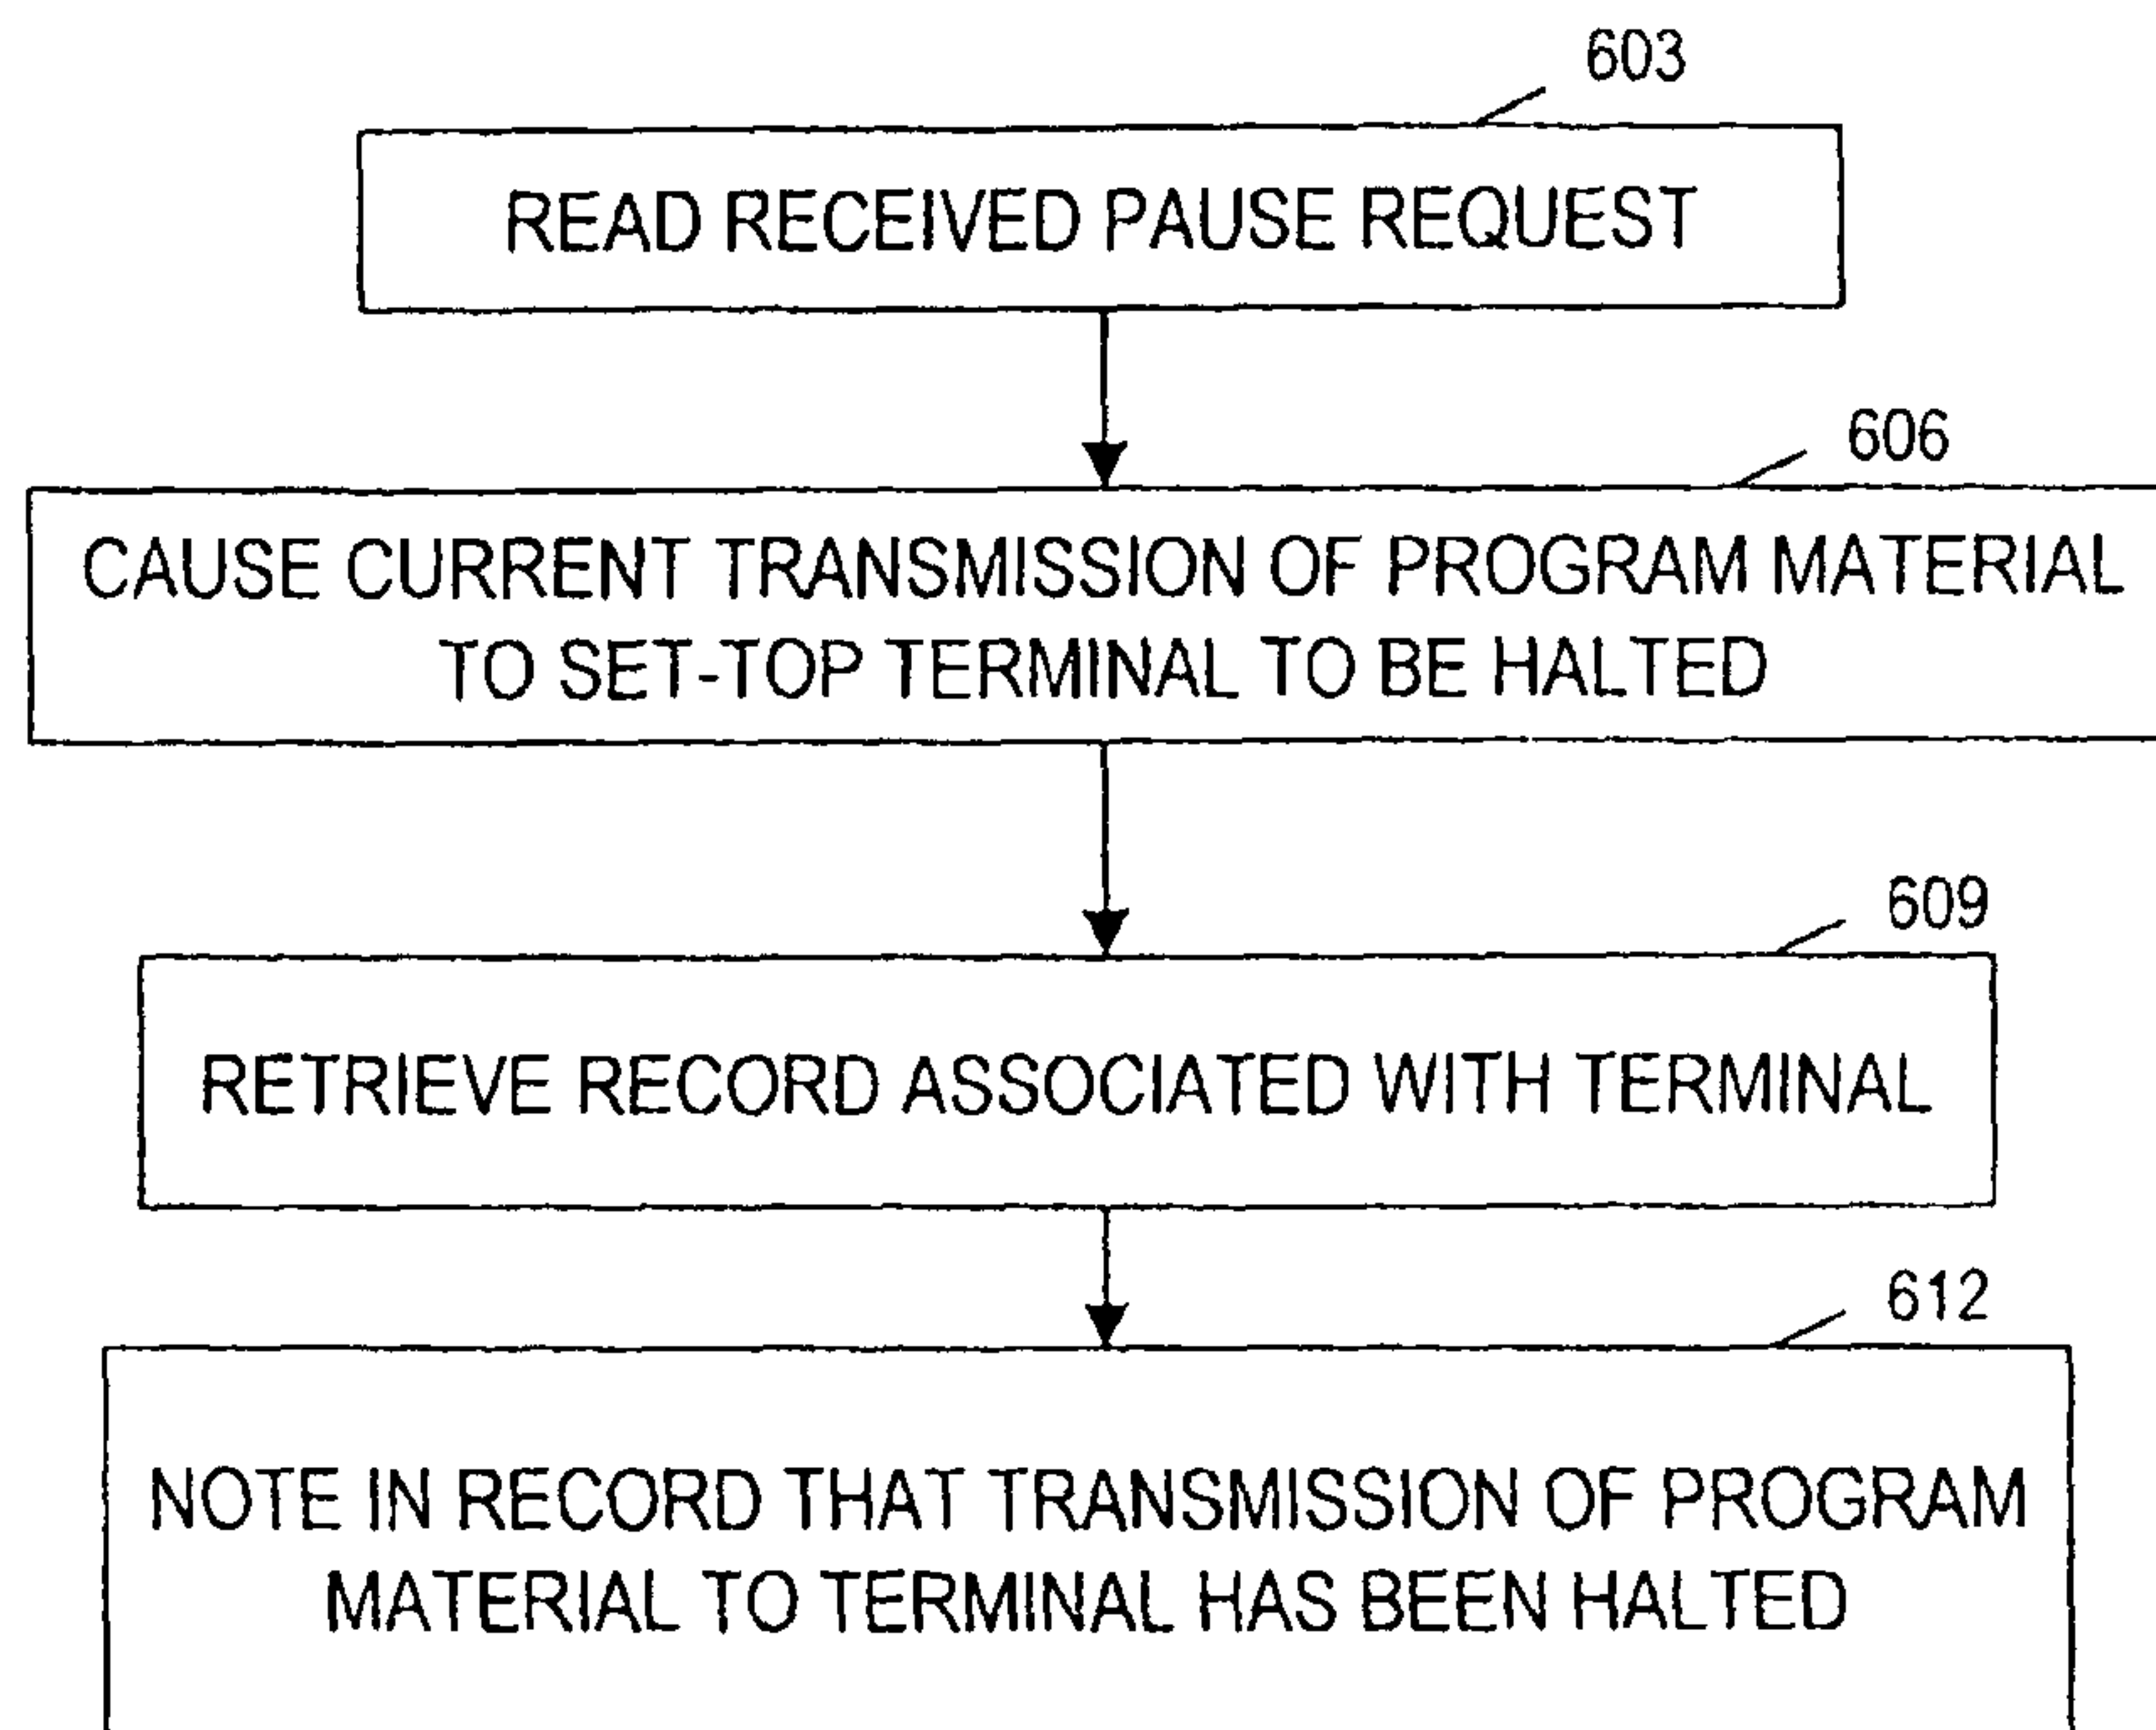 603
READ RECEIVED PAUSE REQUEST
606
CAUSE CURRENT TRANSMISSION OF PROGRAM MATERIAL
TO SET-TOP TERMINAL TO BE HALTED
609
RETRIEVE RECORD ASSOCIATED WITH TERMINAL
612
NOTE IN RECORD THAT TRANSMISSION OF PROGRAM
MATERIAL TO TERMINAL HAS BEEN HALTED